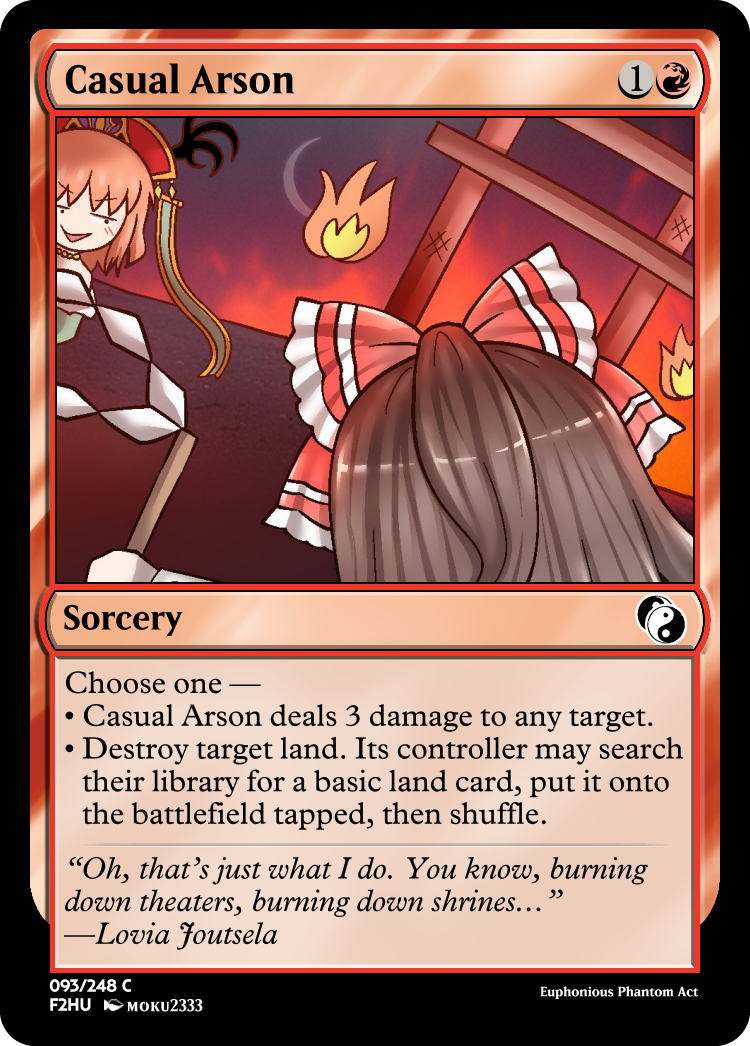 Casual Arson
1
Sorcery
Choose one —
• Casual Arson deals 3 damage to any target.
• Destroy target land. Its controller may search
their library for a basic land card, put it onto
the battlefield tapped, then shuffle.
“Oh, that’s just what I do. You know, burning
down theaters, burning down shrines…”
—Lovia Joutsela
093/248 C
F2HU MOKU2333
Euphonious Phantom Act